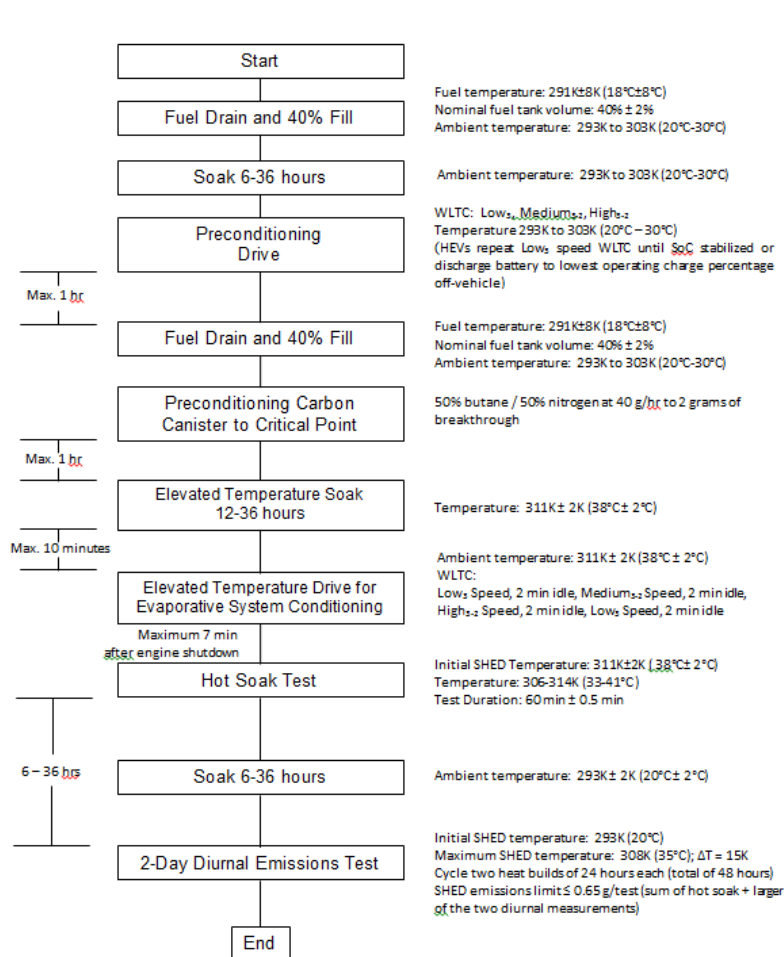 Start
Fuel Drain and 40% Fill
Fuel temperature: 291K±8K (18°C±8°C)
Nominal fuel tank volume: 40% ± 2%
Ambient temperature: 293K to 303K (20°C-30°C)
Soak 6-36 hours
Ambient temperature: 293K to 303K (20°C-30°C)
Preconditioning
Drive
WLTC: Low₃, Medium₃₋₂, High₃₋₂
Temperature 293K to 303K (20°C – 30°C)
(HEVs repeat Low₃ speed WLTC until SoC stabilized or
discharge battery to lowest operating charge percentage
off-vehicle)
Max. 1 hr
Fuel Drain and 40% Fill
Fuel temperature: 291K±8K (18°C±8°C)
Nominal fuel tank volume: 40% ± 2%
Ambient temperature: 293K to 303K (20°C-30°C)
Preconditioning Carbon
Canister to Critical Point
50% butane / 50% nitrogen at 40 g/hr to 2 grams of
breakthrough
Max. 1 hr
Elevated Temperature Soak
12-36 hours
Temperature: 311K± 2K (38°C± 2°C)
Max. 10 minutes
Elevated Temperature Drive for
Evaporative System Conditioning
Ambient temperature: 311K± 2K (38°C± 2°C)
WLTC:
Low₃ Speed, 2 min idle, Medium₃₋₂ Speed, 2 min idle,
High₃₋₂ Speed, 2 min idle, Low₃ Speed, 2 min idle
Maximum 7 min
after engine shutdown
Hot Soak Test
Initial SHED Temperature: 311K±2K ( 38°C± 2°C)
Temperature: 306-314K (33-41°C)
Test Duration: 60 min ± 0.5 min
6 – 36 hrs
Soak 6-36 hours
Ambient temperature: 293K± 2K (20°C± 2°C)
2-Day Diurnal Emissions Test
Initial SHED temperature: 293K (20°C)
Maximum SHED temperature: 308K (35°C); ΔT = 15K
Cycle two heat builds of 24 hours each (total of 48 hours)
SHED emissions limit ≤ 0.65 g/test (sum of hot soak + larger
of the two diurnal measurements)
End